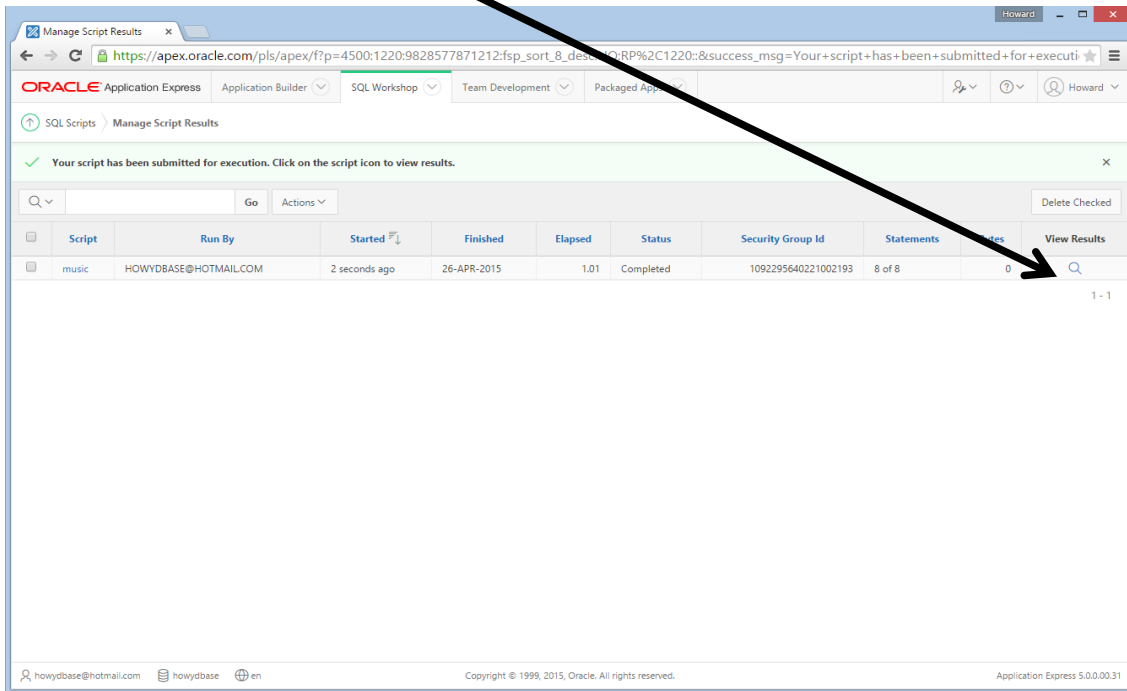 Howard
Manage Script Results
https://apex.oracle.com/pls/apex/f?p=4500:1220:9828577871212:fsp_sort_8_desc RP%2C1220::&success_msg=Your+script+has+been+submitted+for+executi
ORACLE Application Express Application Builder SQL Workshop Team Development Packaged Apps Howard
SQL Scripts Manage Script Results
Your script has been submitted for execution. Click on the script icon to view results.
Go Actions Delete Checked
Script Run By Started Finished Elapsed Status Security Group Id Statements Bytes View Results
music HOWYDBASE@HOTMAIL.COM 2 seconds ago 26-APR-2015 1.01 Completed 1092295640221002193 8 of 8 0
1 - 1
howydbase@hotmail.com howydbase en Copyright © 1999, 2015, Oracle. All rights reserved. Application Express 5.0.0.00.31